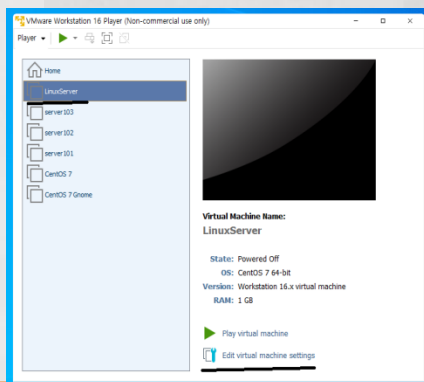 VMware Workstation 16 Player (Non-commercial use only)
Player
Home
LinuxServer
server103
server102
server101
CentOS 7
CentOS 7 Gnome
Virtual Machine Name:
LinuxServer
State: Powered Off
OS: CentOS 7 64-bit
Version: Workstation 16.x virtual machine
RAM: 1 GB
Play virtual machine
Edit virtual machine settings